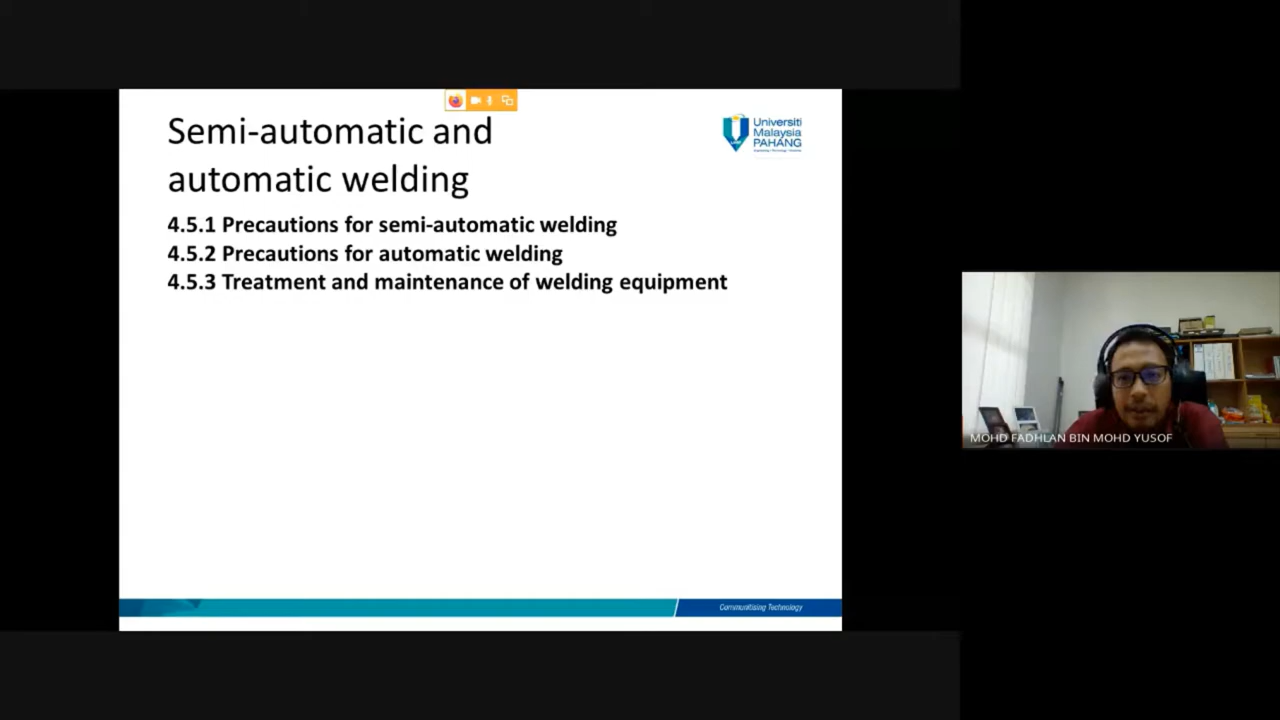 Semi-automatic and
automatic welding
Universiti
Malaysia
PAHANG
4.5.1 Precautions for semi-automatic welding
4.5.2 Precautions for automatic welding
4.5.3 Treatment and maintenance of welding equipment
MOHD FADHLAN BIN MOHD YUSOF
Communitising Technology